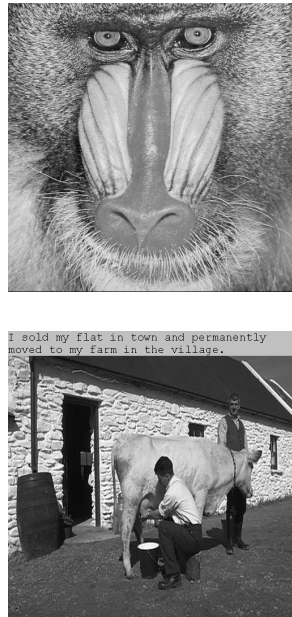 I sold my flat in town and permanently
moved to my farm in the village.